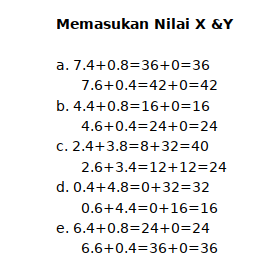 Memasukan Nilai X &Y
a. 7.4+0.8=36+0=36
7.6+0.4=42+0=42
b. 4.4+0.8=16+0=16
4.6+0.4=24+0=24
c. 2.4+3.8=8+32=40
2.6+3.4=12+12=24
d. 0.4+4.8=0+32=32
0.6+4.4=0+16=16
e. 6.4+0.8=24+0=24
6.6+0.4=36+0=36